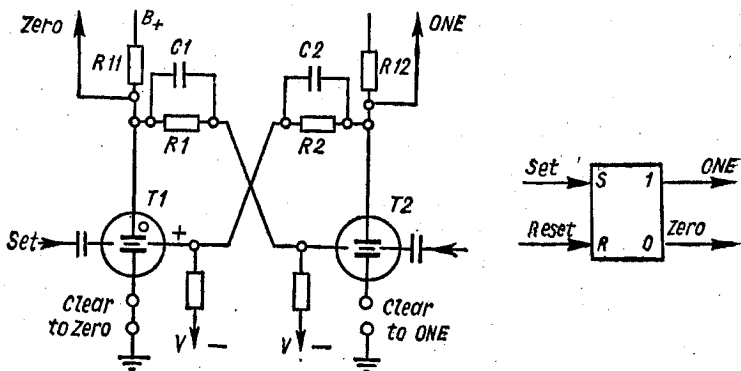 Zero
B+
ONE
R11
C1
C2
R12
R1
R2
T1
T2
Set
+
Clear
to Zero
V −
V −
Clear
to ONE
Set
S 1
ONE
Reset
R 0
Zero